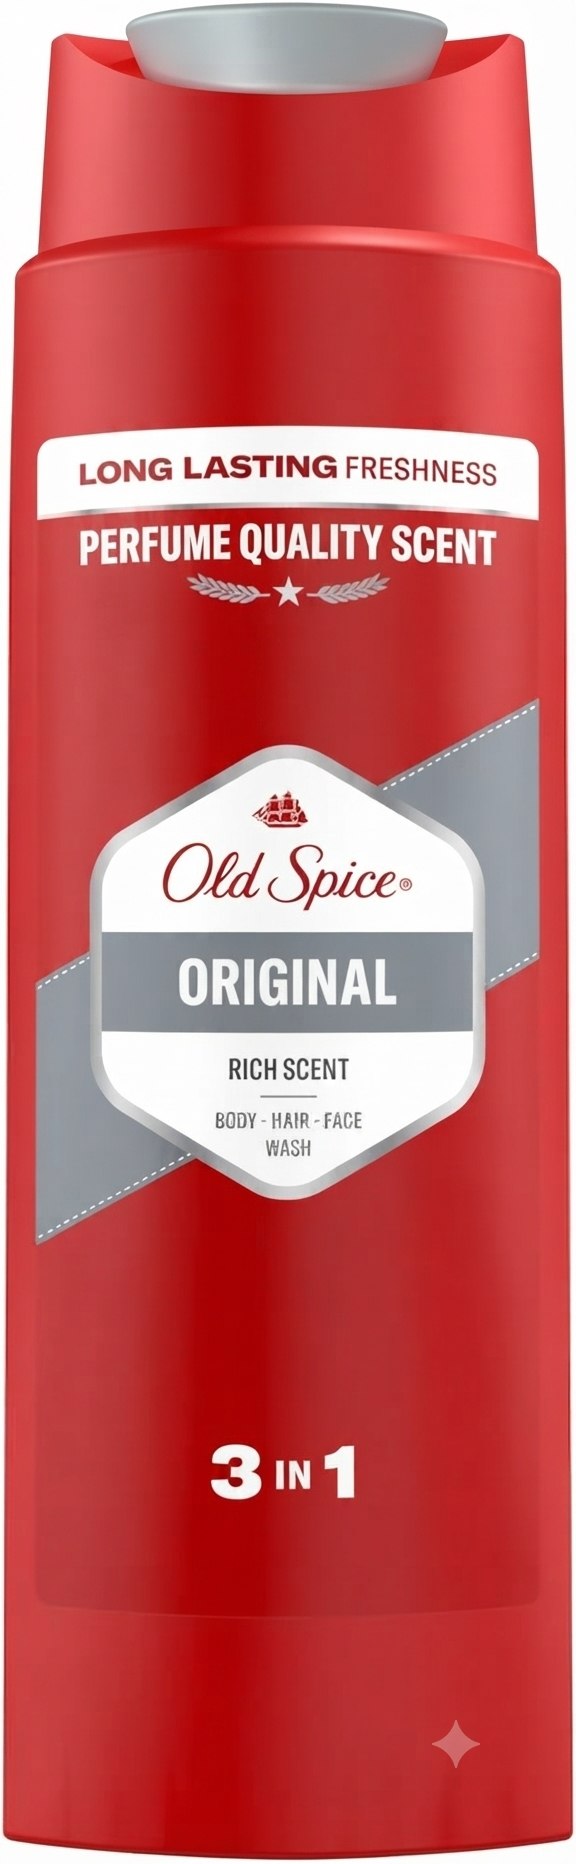 LONG LASTING FRESHNESS
PERFUME QUALITY SCENT
Old Spice®
ORIGINAL
RICH SCENT
BODY - HAIR - FACE
WASH
3 IN 1